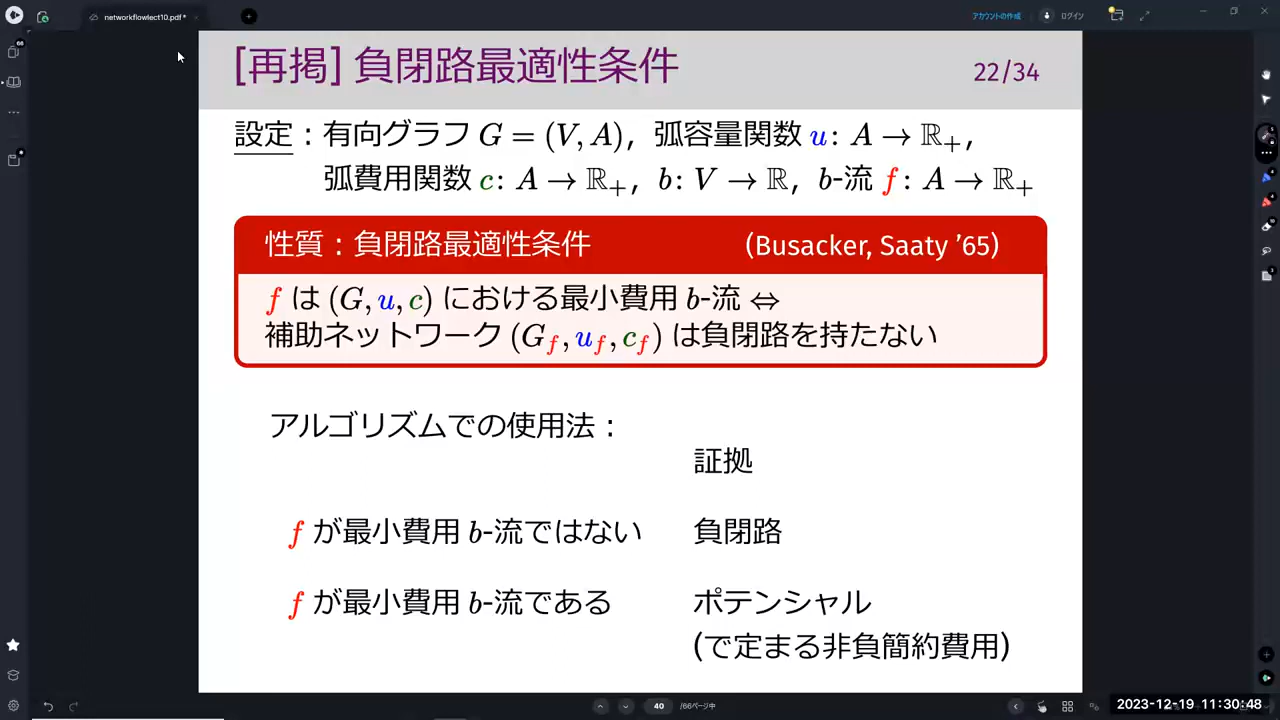 networkflowlect10.pdf *
アカウントの作成
ログイン
[再掲] 負閉路最適性条件
22/34
設定：有向グラフ G = (V, A)，弧容量関数 u: A → ℝ₊，
弧費用関数 c: A → ℝ₊，b: V → ℝ，b-流 f: A → ℝ₊
性質：負閉路最適性条件 (Busacker, Saaty ’65)
f は (G, u, c) における最小費用 b-流 ⇔
補助ネットワーク (G_f, u_f, c_f) は負閉路を持たない
アルゴリズムでの使用法：
証拠
f が最小費用 b-流ではない 負閉路
f が最小費用 b-流である ポテンシャル
(で定まる非負簡約費用)
40 /66ページ中
2023-12-19 11:30:48